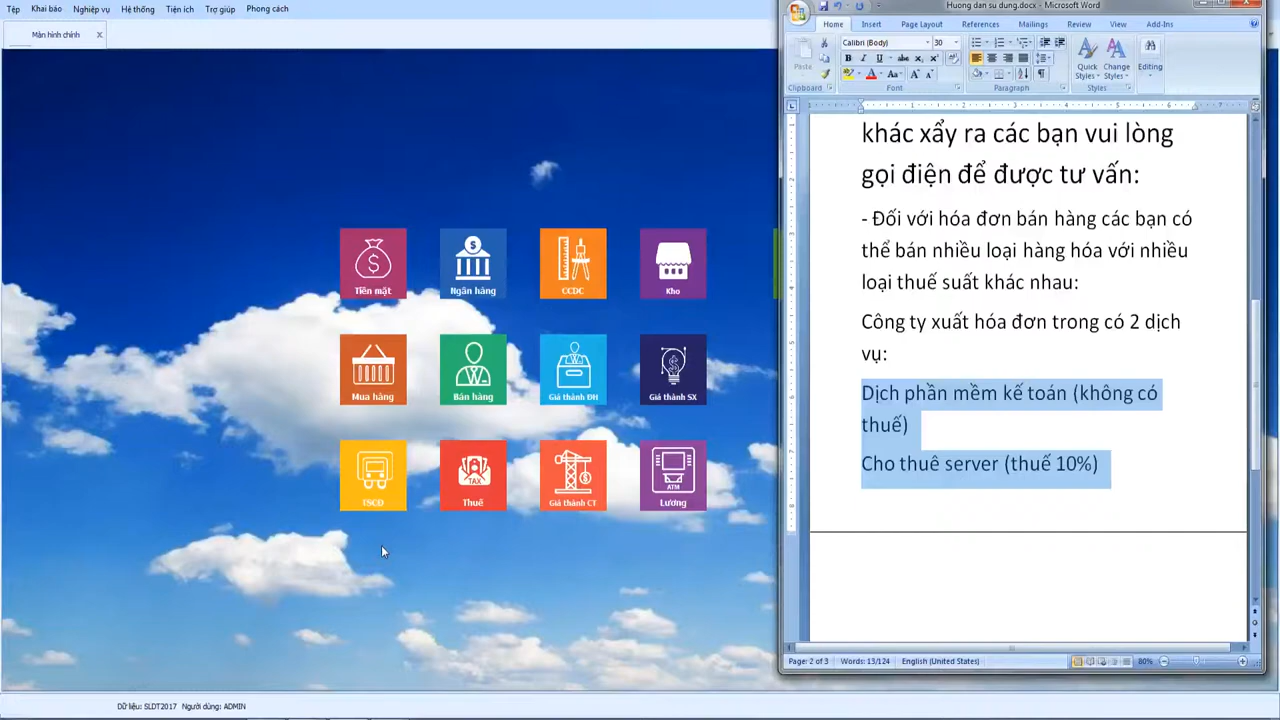 Tệp Khai báo Nghiệp vụ Hệ thống Tiện ích Trợ giúp Phong cách
Màn hình chính
Tiền mặt Ngân hàng CCDC Kho
Mua hàng Bán hàng Giá thành ĐH Giá thành SX
TSCĐ Thuế Giá thành CT Lương
TAX
ATM
Dữ liệu: SLDT2017 Người dùng: ADMIN
Huong dan su dung.docx - Microsoft Word
Home Insert Page Layout References Mailings Review View Add-Ins
Calibri (Body) 30
Paste
Quick Styles
Change Styles
Editing
Clipboard Font Paragraph Styles
khác xẩy ra các bạn vui lòng
gọi điện để được tư vấn:
- Đối với hóa đơn bán hàng các bạn có
thể bán nhiều loại hàng hóa với nhiều
loại thuế suất khác nhau:
Công ty xuất hóa đơn trong có 2 dịch
vụ:
Dịch phần mềm kế toán (không có
thuế)
Cho thuê server (thuế 10%)
Page: 2 of 3 Words: 13/124 English (United States) 80%